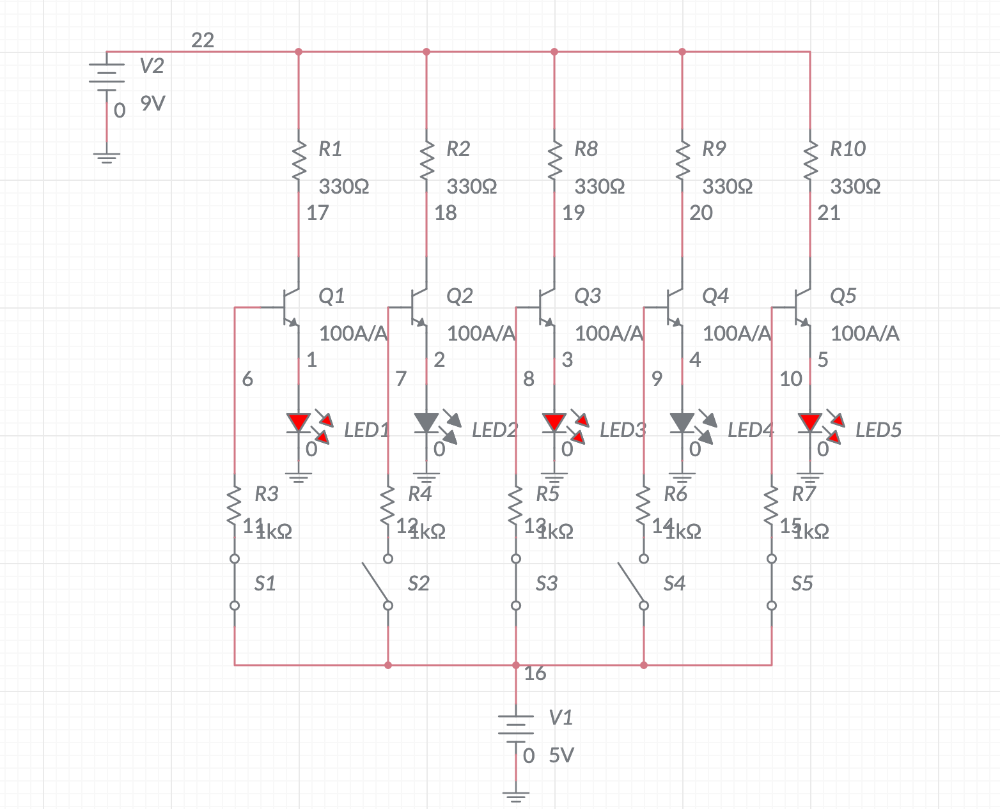 22
V2
9V
0
R1
R2
R8
R9
R10
330Ω
330Ω
330Ω
330Ω
330Ω
17
18
19
20
21
Q1
Q2
Q3
Q4
Q5
100A/A
100A/A
100A/A
100A/A
100A/A
1
2
3
4
5
6
7
8
9
10
LED1
LED2
LED3
LED4
LED5
0
0
0
0
0
R3
R4
R5
R6
R7
11
12
13
14
15
1kΩ
1kΩ
1kΩ
1kΩ
1kΩ
S1
S2
S3
S4
S5
16
V1
0
5V